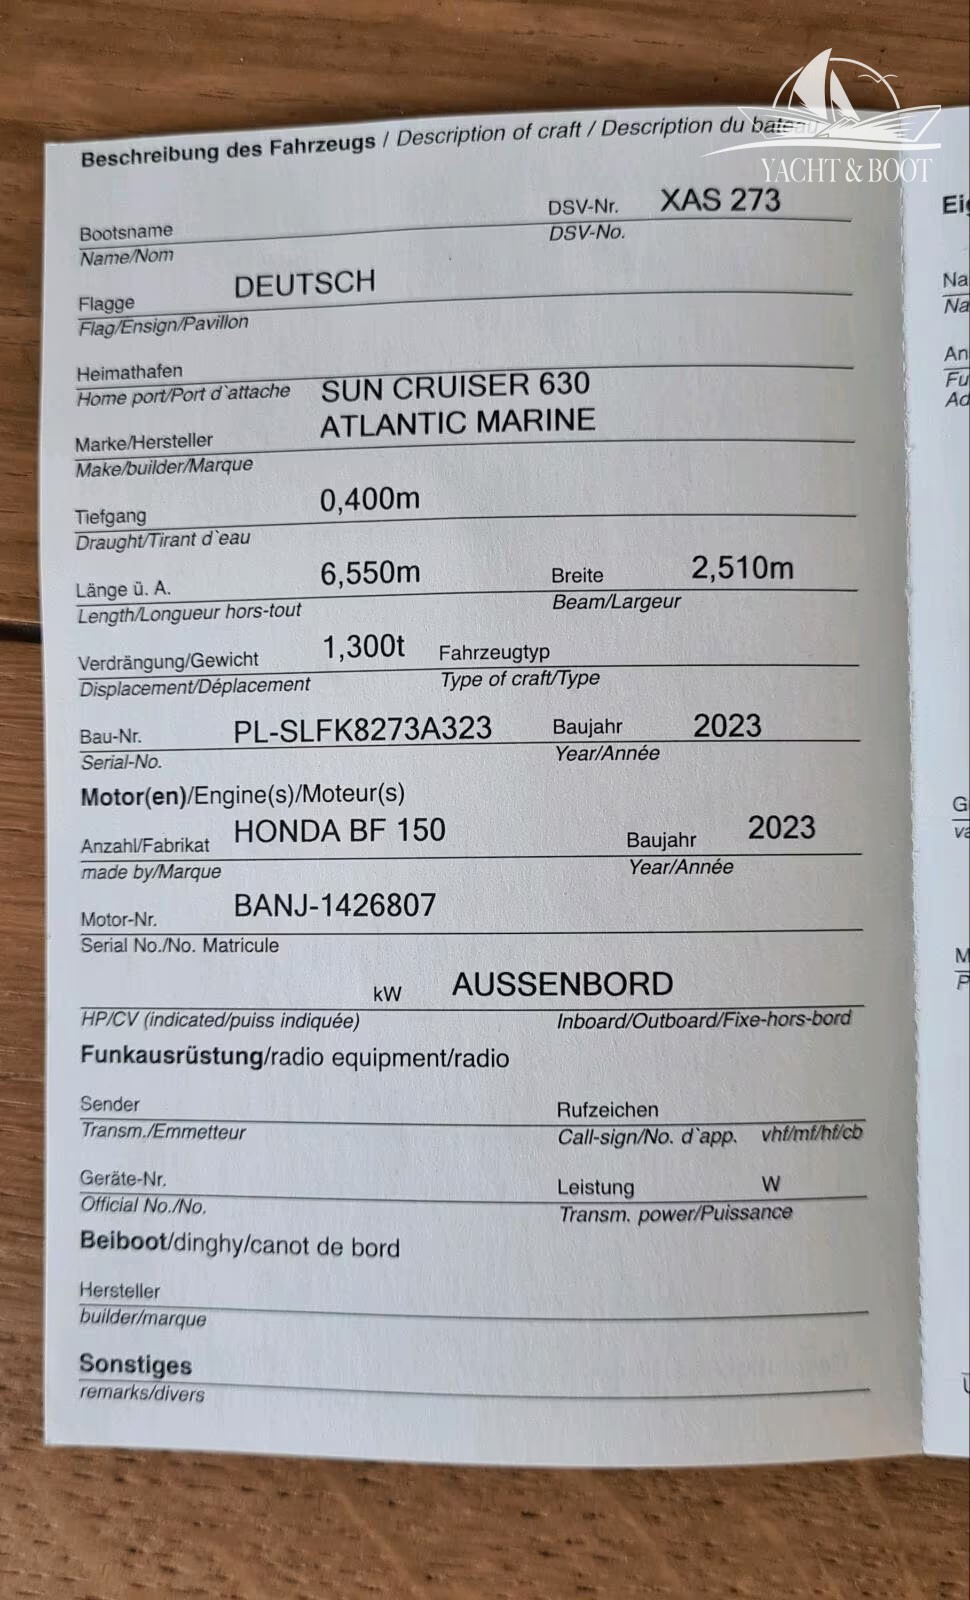 YACHT & BOOT
Beschreibung des Fahrzeugs / Description of craft / Description du bateau
Bootsname
Name/Nom
DSV-Nr. XAS 273
DSV-No.
Flagge DEUTSCH
Flag/Ensign/Pavillon
Heimathafen
Home port/Port d`attache
SUN CRUISER 630
Marke/Hersteller ATLANTIC MARINE
Make/builder/Marque
Tiefgang 0,400m
Draught/Tirant d`eau
Länge ü. A. 6,550m Breite 2,510m
Length/Longueur hors-tout Beam/Largeur
Verdrängung/Gewicht 1,300t Fahrzeugtyp
Displacement/Déplacement Type of craft/Type
Bau-Nr. PL-SLFK8273A323 Baujahr 2023
Serial-No. Year/Année
Motor(en)/Engine(s)/Moteur(s)
Anzahl/Fabrikat HONDA BF 150 Baujahr 2023
made by/Marque Year/Année
Motor-Nr. BANJ-1426807
Serial No./No. Matricule
kW AUSSENBORD
HP/CV (indicated/puiss indiquée) Inboard/Outboard/Fixe-hors-bord
Funkausrüstung/radio equipment/radio
Sender Rufzeichen
Transm./Emmetteur Call-sign/No. d`app. vhf/mf/hf/cb
Geräte-Nr. Leistung W
Official No./No. Transm. power/Puissance
Beiboot/dinghy/canot de bord
Hersteller
builder/marque
Sonstiges
remarks/divers